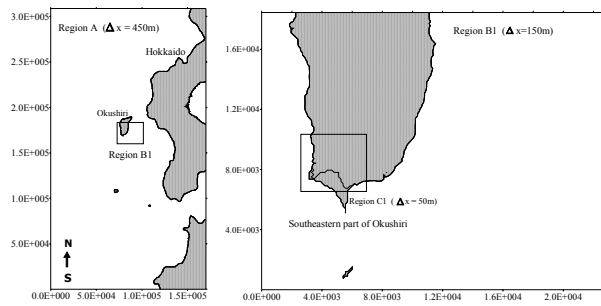 Region A (Δx = 450m)
Hokkaido
Okushiri
Region B1
N
S
3.0E+005
2.5E+005
2.0E+005
1.5E+005
1.0E+005
5.0E+004
0.0E+000 5.0E+004 1.0E+005 1.5E+005
Region B1 (Δx=150m)
1.6E+004
1.2E+004
8.0E+003
4.0E+003
Region C1 (Δx = 50m)
Southeastern part of Okushiri
0.0E+000 4.0E+003 8.0E+003 1.2E+004 1.6E+004 2.0E+004